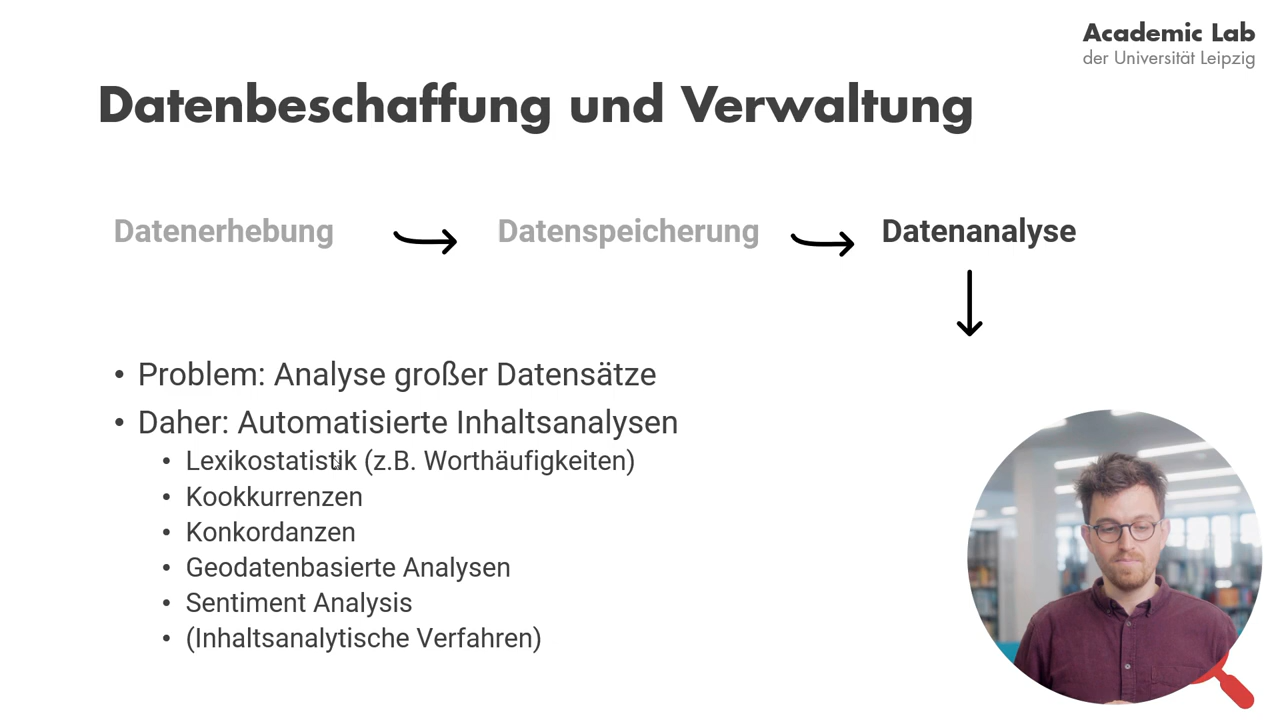 Academic Lab
der Universität Leipzig
Datenbeschaffung und Verwaltung
Datenerhebung
Datenspeicherung
Datenanalyse
• Problem: Analyse großer Datensätze
• Daher: Automatisierte Inhaltsanalysen
• Lexikostatistik (z.B. Worthäufigkeiten)
• Kookkurrenzen
• Konkordanzen
• Geodatenbasierte Analysen
• Sentiment Analysis
• (Inhaltsanalytische Verfahren)